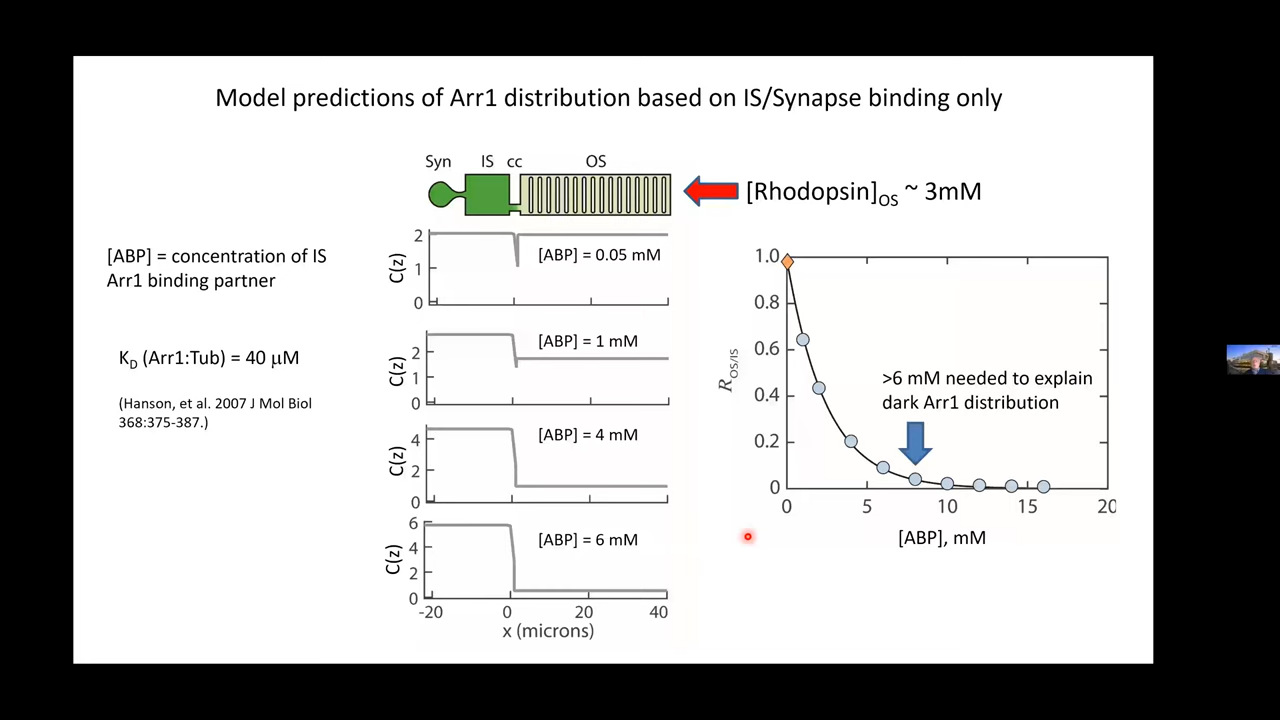 Model predictions of Arr1 distribution based on IS/Synapse binding only
Syn IS cc OS
[Rhodopsin]OS ~ 3mM
[ABP] = concentration of IS
Arr1 binding partner
KD (Arr1:Tub) = 40 μM
(Hanson, et al. 2007 J Mol Biol
368:375-387.)
2
1
0
C(z)
[ABP] = 0.05 mM
2
1
0
C(z)
[ABP] = 1 mM
4
2
0
C(z)
[ABP] = 4 mM
6
4
2
0
C(z)
[ABP] = 6 mM
-20 0 20 40
x (microns)
1.0
0.8
0.6
0.4
0.2
0
ROS/IS
>6 mM needed to explain
dark Arr1 distribution
0 5 10 15 20
[ABP], mM